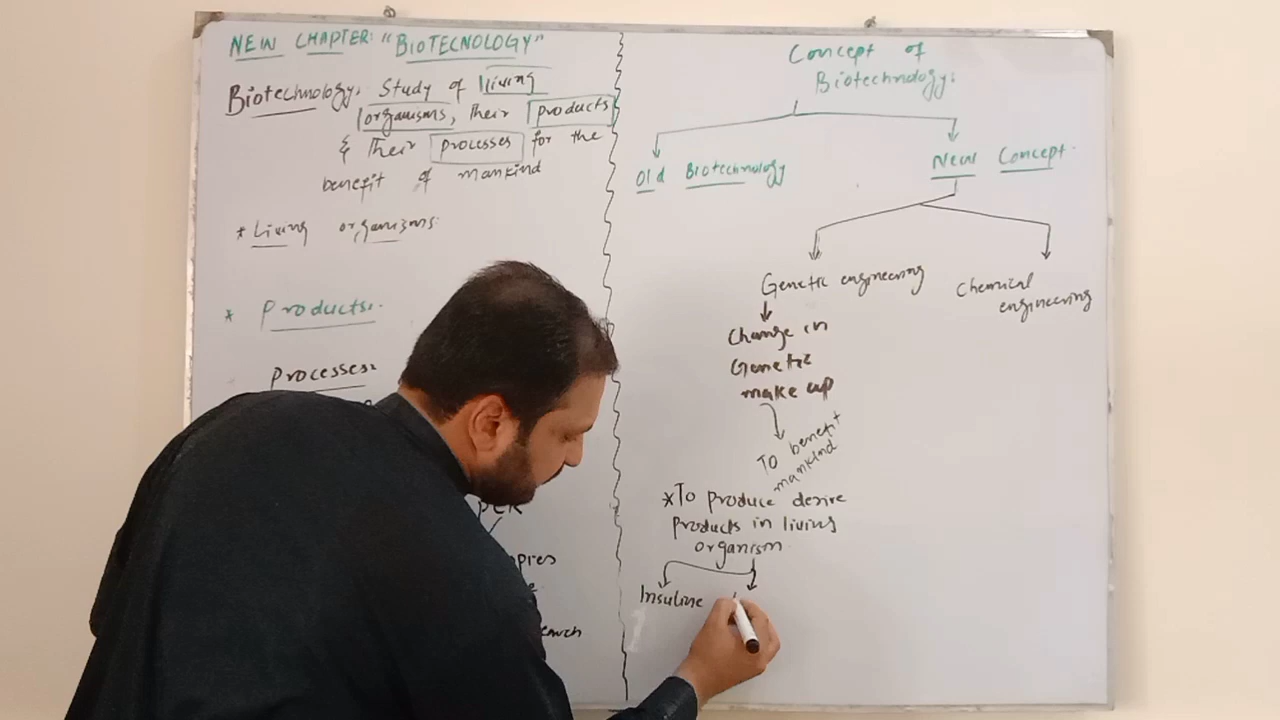 NEW CHAPTER: "BIOTECNOLOGY"
Biotechnology: Study of living
organisms, their products
& their processes for the
benefit of mankind
* Living organisms:
* Products:
Processes:
PCR
Concept of
Biotechnology:
Old Biotechnology
New Concept
Genetic engineering
Chemical
engineering
Change in
Genetic
make up
To benefit
mankind
* To produce desire
products in living
organism
Insuline